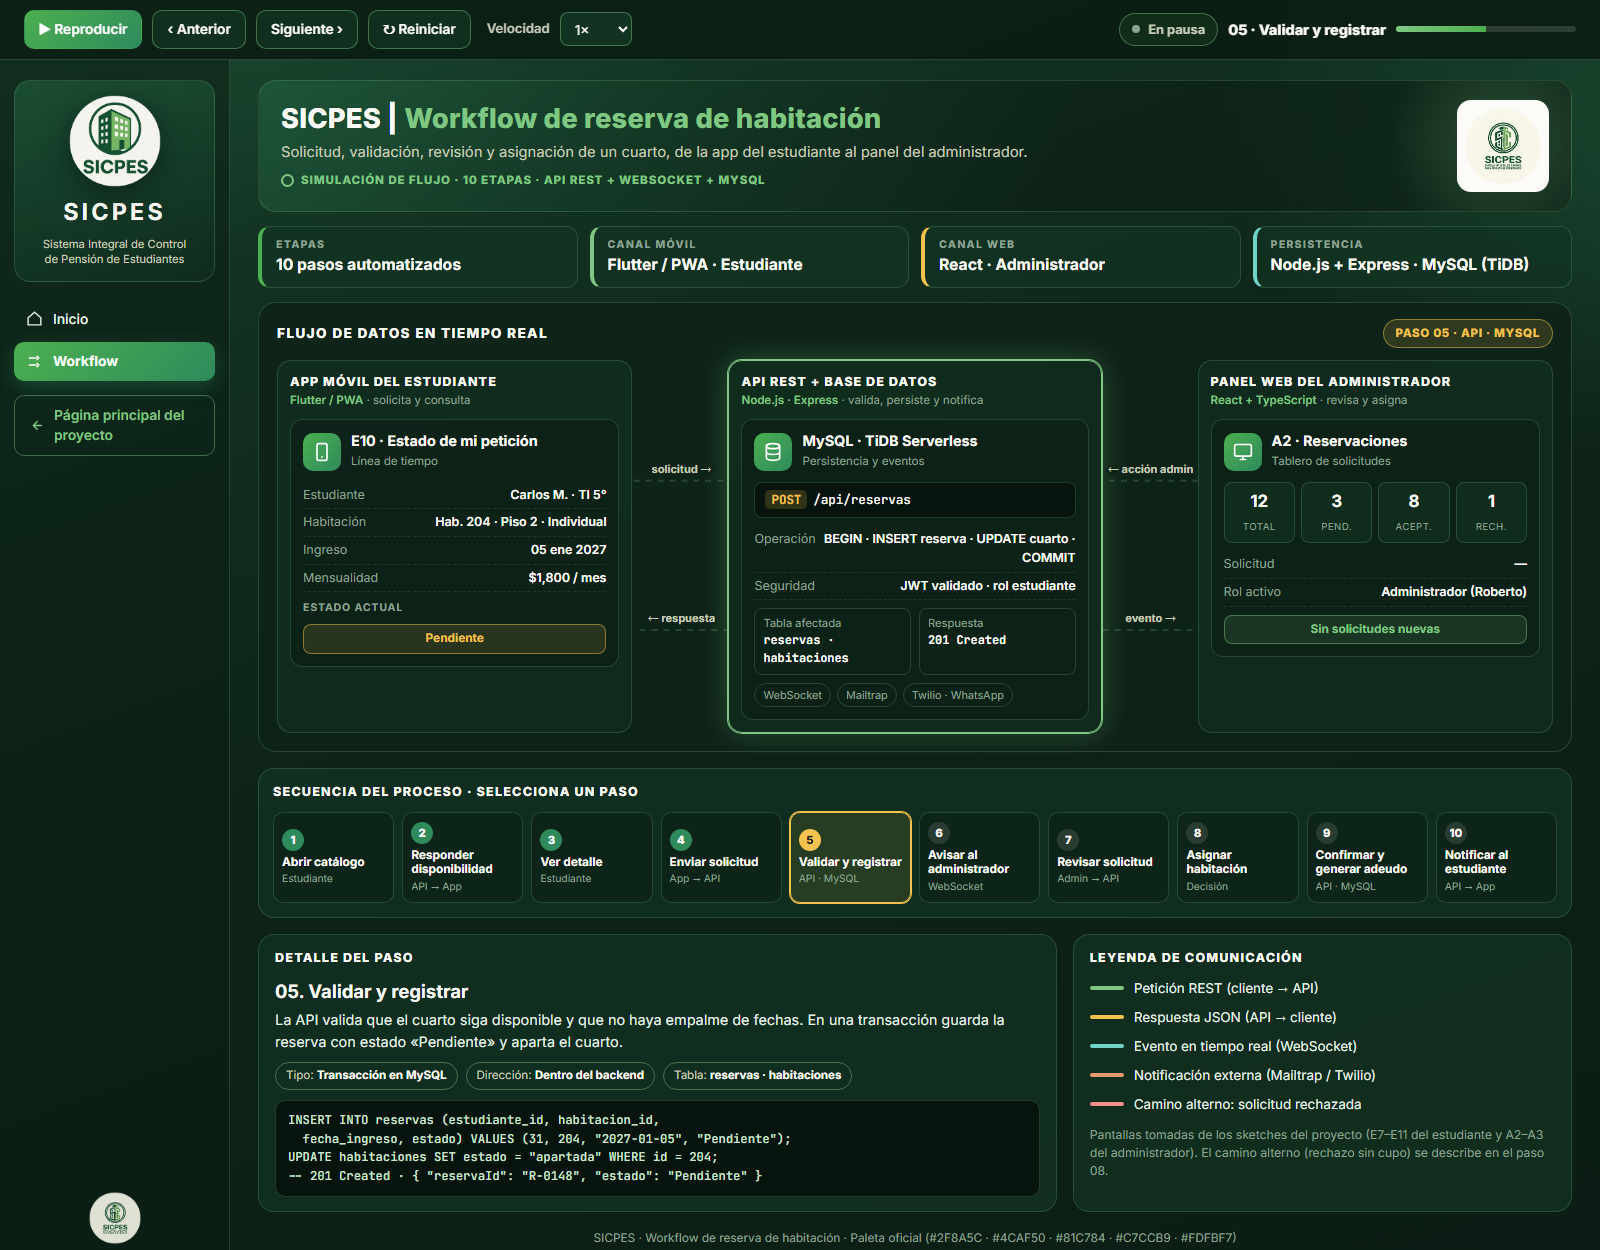 ▶ Reproducir
‹ Anterior
Siguiente ›
↻ Reiniciar
Velocidad
1×
En pausa
05 · Validar y registrar
SICPES
SICPES
Sistema Integral de Control
de Pensión de Estudiantes
Inicio
Workflow
← Página principal del
proyecto
SICPES
SICPES | Workflow de reserva de habitación
Solicitud, validación, revisión y asignación de un cuarto, de la app del estudiante al panel del administrador.
SIMULACIÓN DE FLUJO · 10 ETAPAS · API REST + WEBSOCKET + MYSQL
SICPES
ETAPAS
10 pasos automatizados
CANAL MÓVIL
Flutter / PWA · Estudiante
CANAL WEB
React · Administrador
PERSISTENCIA
Node.js + Express · MySQL (TiDB)
FLUJO DE DATOS EN TIEMPO REAL
PASO 05 · API · MYSQL
APP MÓVIL DEL ESTUDIANTE
Flutter / PWA · solicita y consulta
E10 · Estado de mi petición
Línea de tiempo
Estudiante Carlos M. · TI 5°
Habitación Hab. 204 · Piso 2 · Individual
Ingreso 05 ene 2027
Mensualidad $1,800 / mes
ESTADO ACTUAL
Pendiente
solicitud →
← respuesta
API REST + BASE DE DATOS
Node.js · Express · valida, persiste y notifica
MySQL · TiDB Serverless
Persistencia y eventos
POST /api/reservas
Operación BEGIN · INSERT reserva · UPDATE cuarto ·
COMMIT
Seguridad JWT validado · rol estudiante
Tabla afectada
reservas ·
habitaciones
Respuesta
201 Created
WebSocket
Mailtrap
Twilio · WhatsApp
← acción admin
evento →
PANEL WEB DEL ADMINISTRADOR
React + TypeScript · revisa y asigna
A2 · Reservaciones
Tablero de solicitudes
12
TOTAL
3
PEND.
8
ACEPT.
1
RECH.
Solicitud —
Rol activo Administrador (Roberto)
Sin solicitudes nuevas
SECUENCIA DEL PROCESO · SELECCIONA UN PASO
1
Abrir catálogo
Estudiante
2
Responder
disponibilidad
API → App
3
Ver detalle
Estudiante
4
Enviar solicitud
App → API
5
Validar y registrar
API · MySQL
6
Avisar al
administrador
WebSocket
7
Revisar solicitud
Admin → API
8
Asignar
habitación
Decisión
9
Confirmar y
generar adeudo
API · MySQL
10
Notificar al
estudiante
API → App
DETALLE DEL PASO
05. Validar y registrar
La API valida que el cuarto siga disponible y que no haya empalme de fechas. En una transacción guarda la
reserva con estado «Pendiente» y aparta el cuarto.
Tipo: Transacción en MySQL
Dirección: Dentro del backend
Tabla: reservas · habitaciones
INSERT INTO reservas (estudiante_id, habitacion_id,
fecha_ingreso, estado) VALUES (31, 204, "2027-01-05", "Pendiente");
UPDATE habitaciones SET estado = "apartada" WHERE id = 204;
-- 201 Created · { "reservaId": "R-0148", "estado": "Pendiente" }
LEYENDA DE COMUNICACIÓN
Petición REST (cliente → API)
Respuesta JSON (API → cliente)
Evento en tiempo real (WebSocket)
Notificación externa (Mailtrap / Twilio)
Camino alterno: solicitud rechazada
Pantallas tomadas de los sketches del proyecto (E7–E11 del estudiante y A2–A3
del administrador). El camino alterno (rechazo sin cupo) se describe en el paso
08.
SICPES · Workflow de reserva de habitación · Paleta oficial (#2F8A5C · #4CAF50 · #81C784 · #C7CCB9 · #FDFBF7)